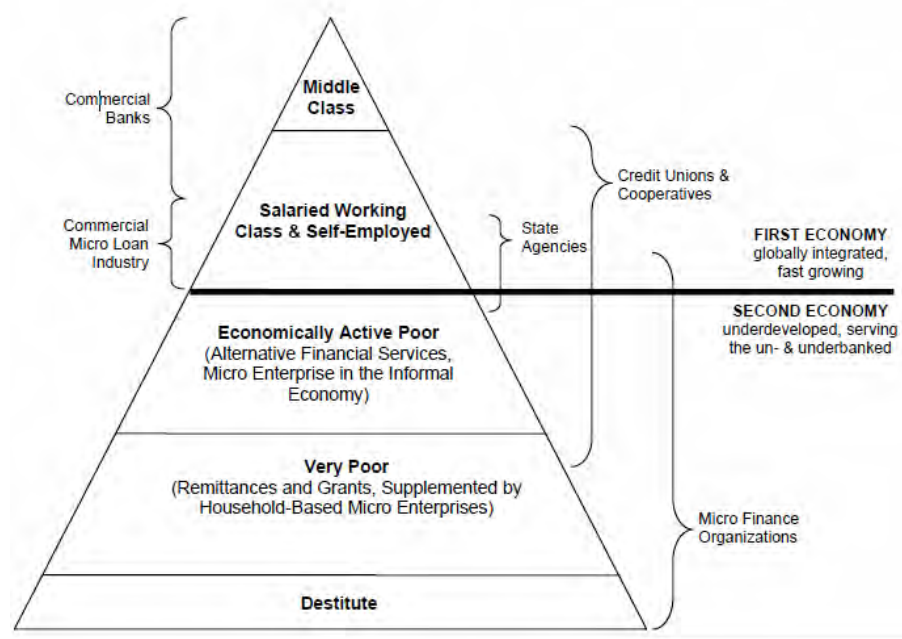 Middle
Class
Commercial
Banks
Credit Unions &
Cooperatives
Salaried Working
Class & Self-Employed
Commercial
Micro Loan
Industry
State
Agencies
FIRST ECONOMY
globally integrated,
fast growing
SECOND ECONOMY
underdeveloped, serving
the un- & underbanked
Economically Active Poor
(Alternative Financial Services,
Micro Enterprise in the Informal
Economy)
Very Poor
(Remittances and Grants, Supplemented by
Household-Based Micro Enterprises)
Micro Finance
Organizations
Destitute